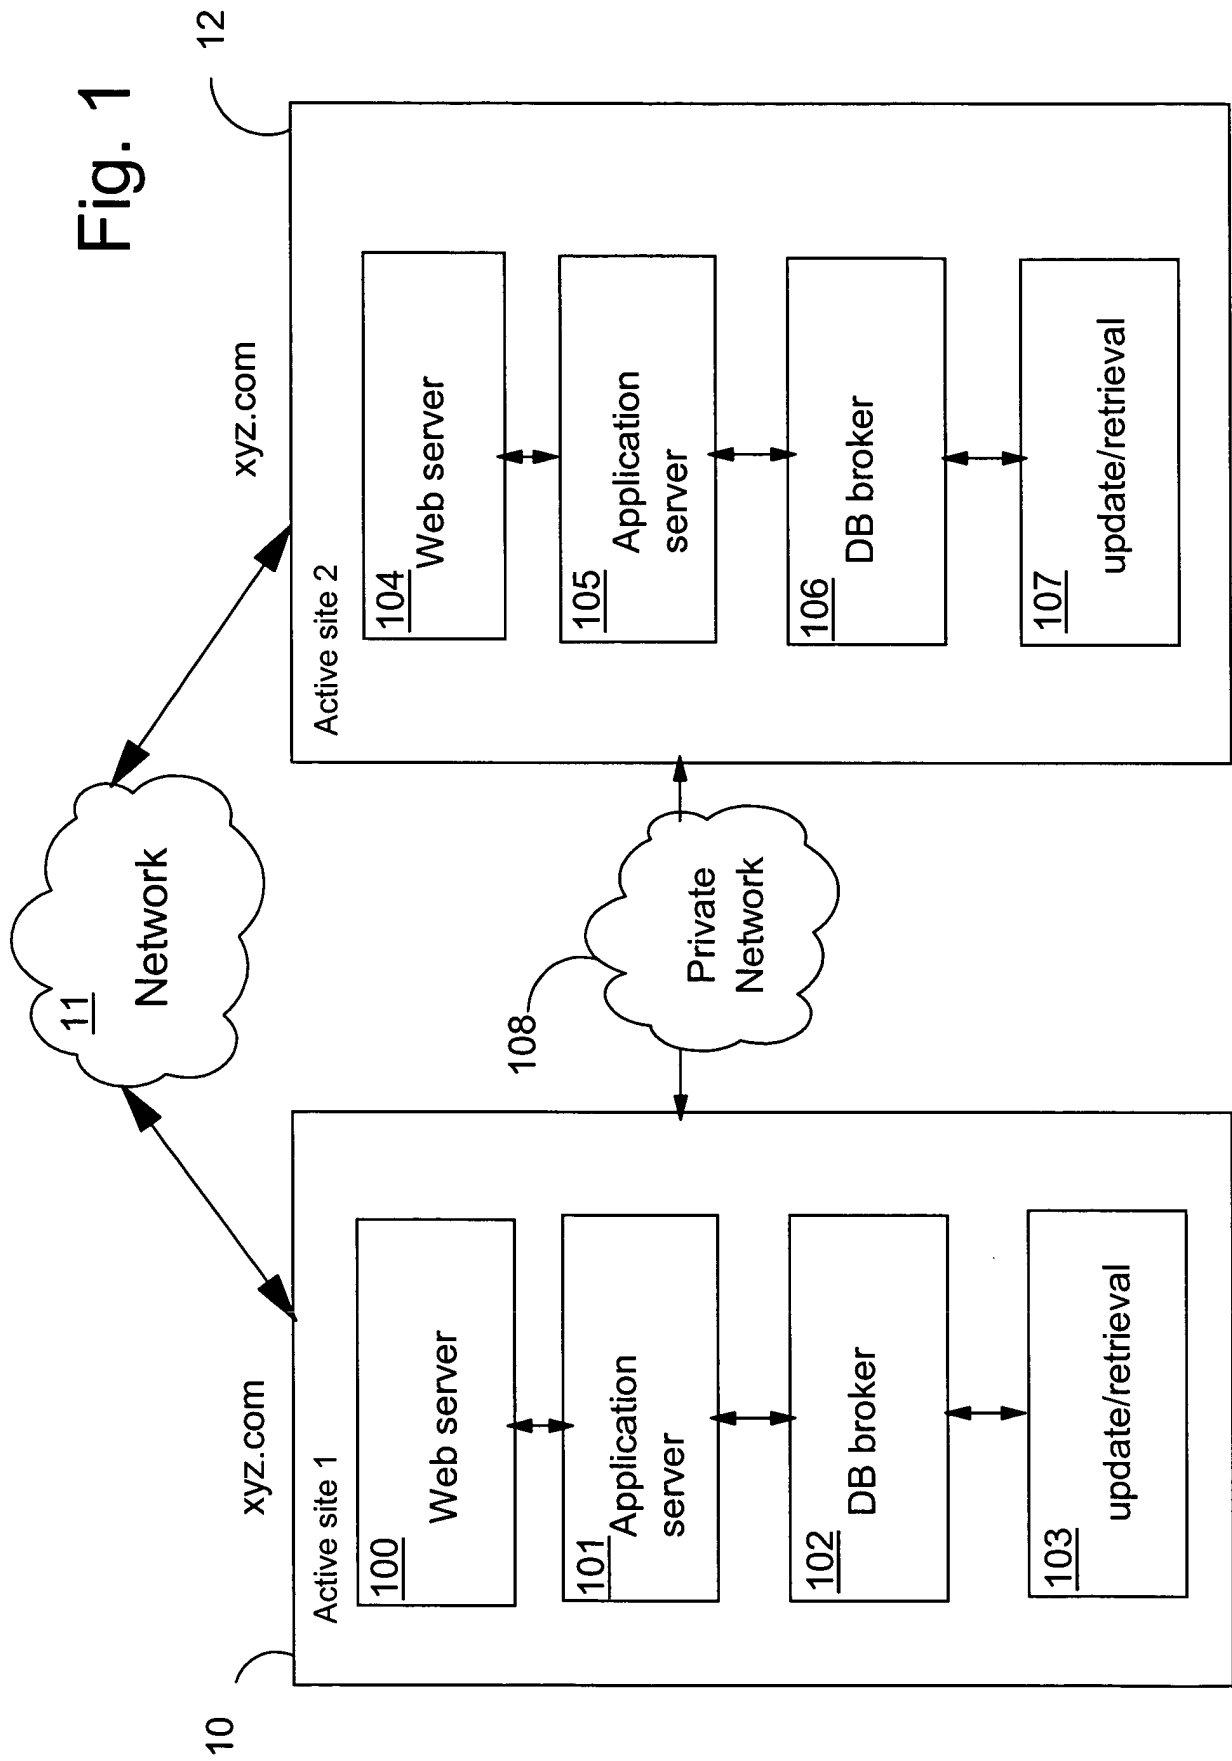 Fig. 1
11
Network
10
xyz.com
Active site 1
100
Web server
101
Application
server
102
DB broker
103
update/retrieval
108
Private
Network
12
xyz.com
Active site 2
104
Web server
105
Application
server
106
DB broker
107
update/retrieval